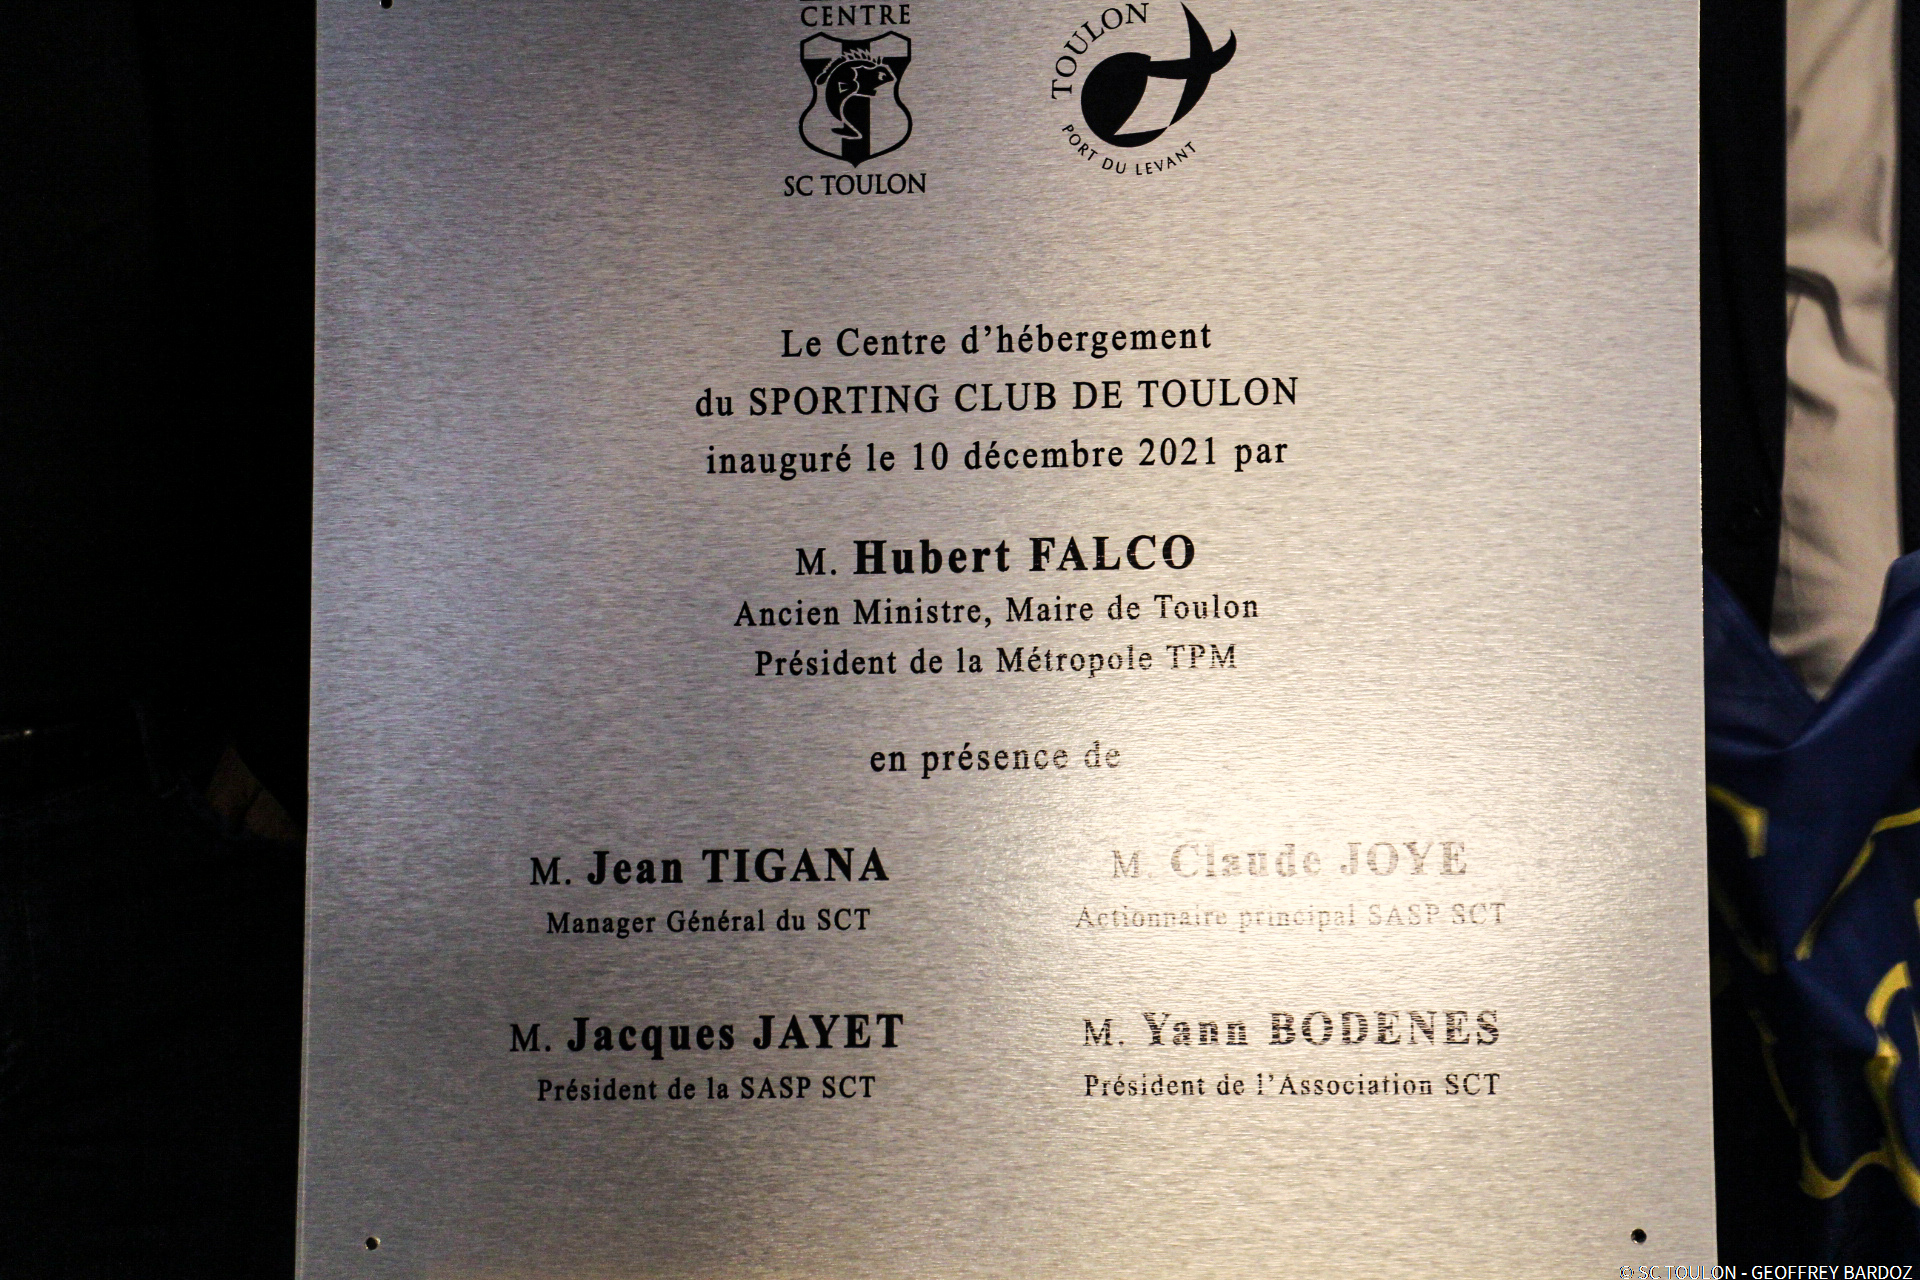 CENTRE
SC TOULON
TOULON
PORT DU LEVANT
Le Centre d’hébergement
du SPORTING CLUB DE TOULON
inauguré le 10 décembre 2021 par
M. Hubert FALCO
Ancien Ministre, Maire de Toulon
Président de la Métropole TPM
en présence de
M. Jean TIGANA
Manager Général du SCT
M. Claude JOYE
Actionnaire principal SASP SCT
M. Jacques JAYET
Président de la SASP SCT
M. Yann BODENES
Président de l’Association SCT
© SC TOULON - GEOFFREY BARDOZ